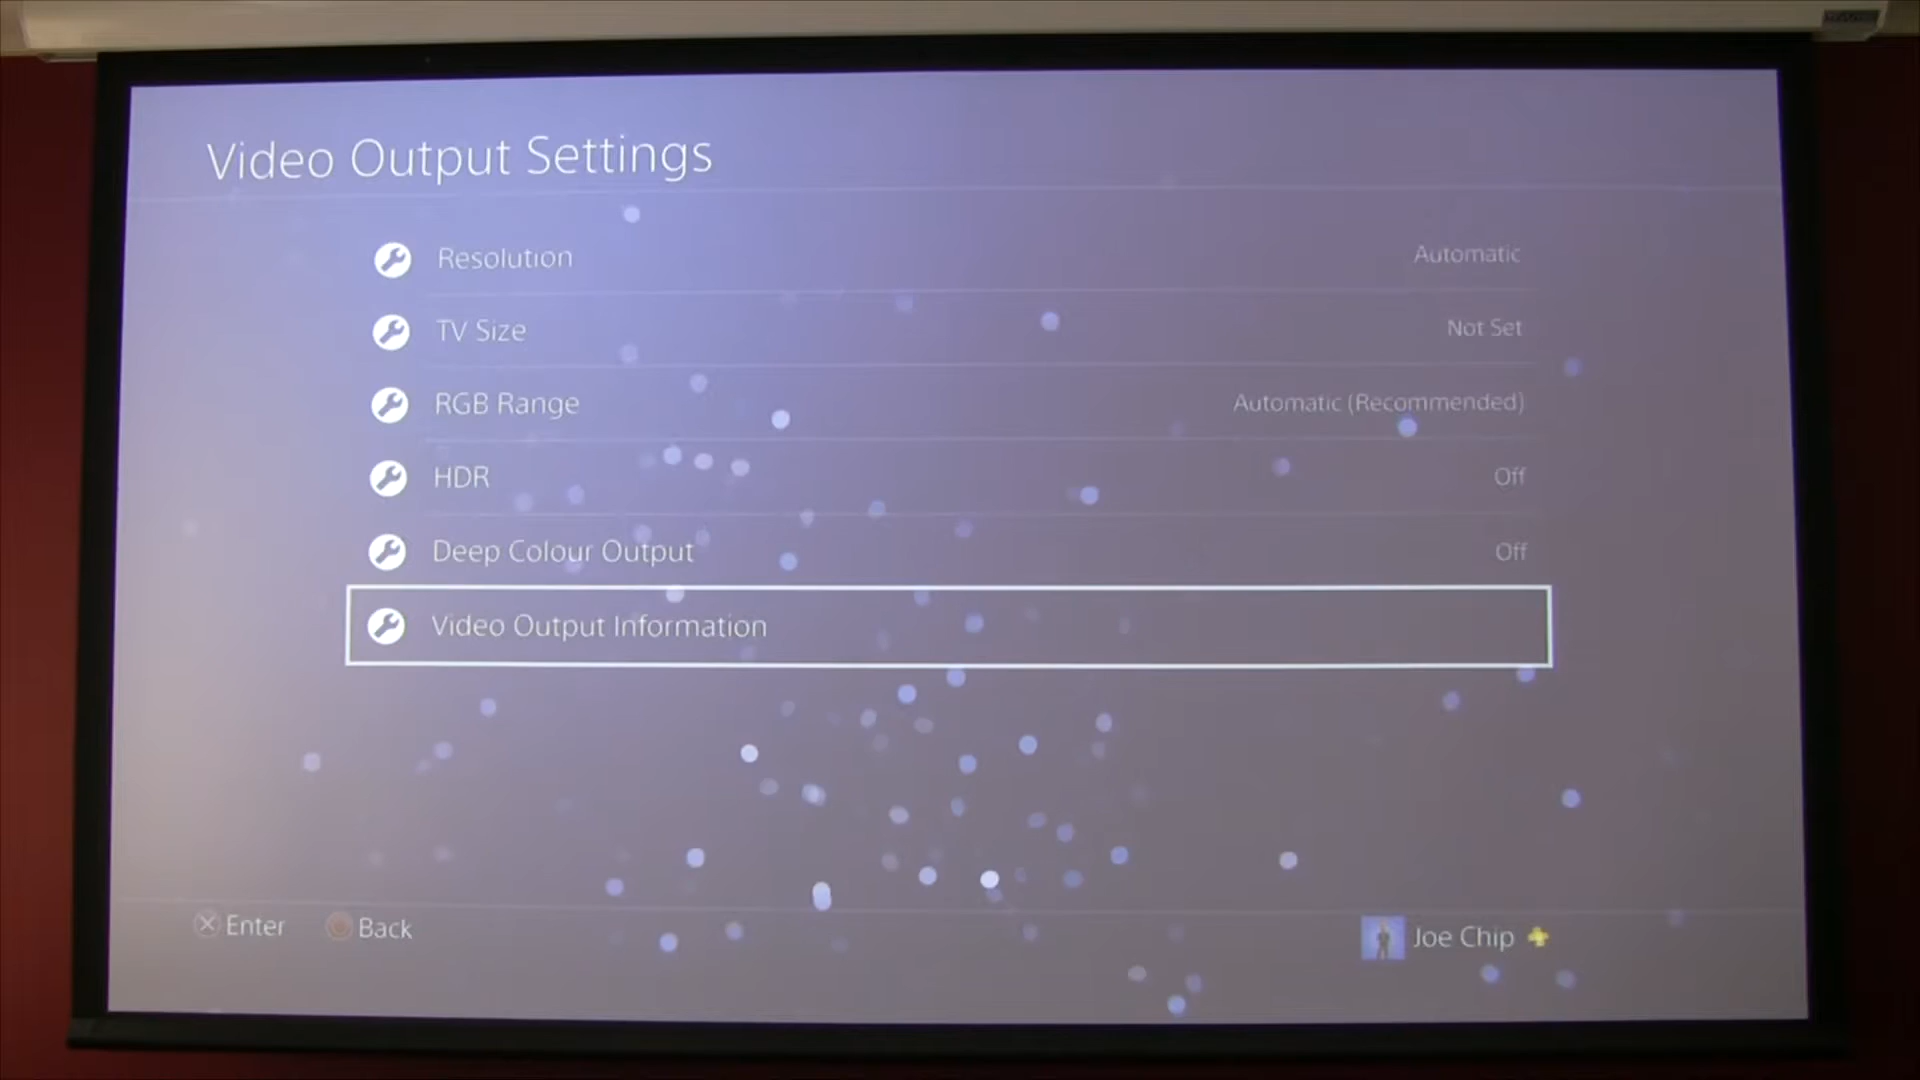 Video Output Settings
Resolution Automatic
TV Size Not Set
RGB Range Automatic (Recommended)
HDR Off
Deep Colour Output Off
Video Output Information
Enter Back Joe Chip